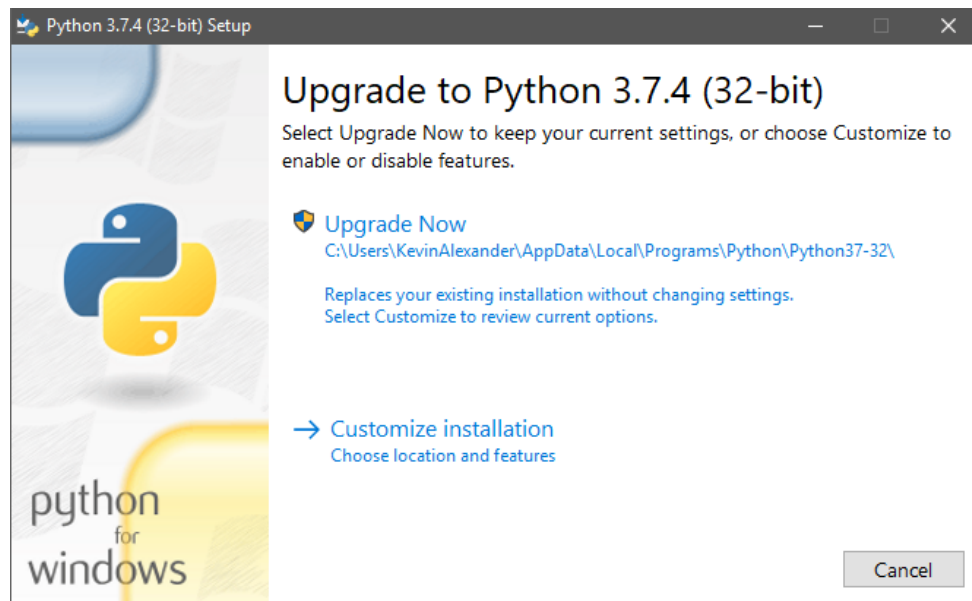 Python 3.7.4 (32-bit) Setup
Upgrade to Python 3.7.4 (32-bit)
Select Upgrade Now to keep your current settings, or choose Customize to
enable or disable features.
Upgrade Now
C:\Users\KevinAlexander\AppData\Local\Programs\Python\Python37-32\
Replaces your existing installation without changing settings.
Select Customize to review current options.
Customize installation
Choose location and features
python
for
windows
Cancel